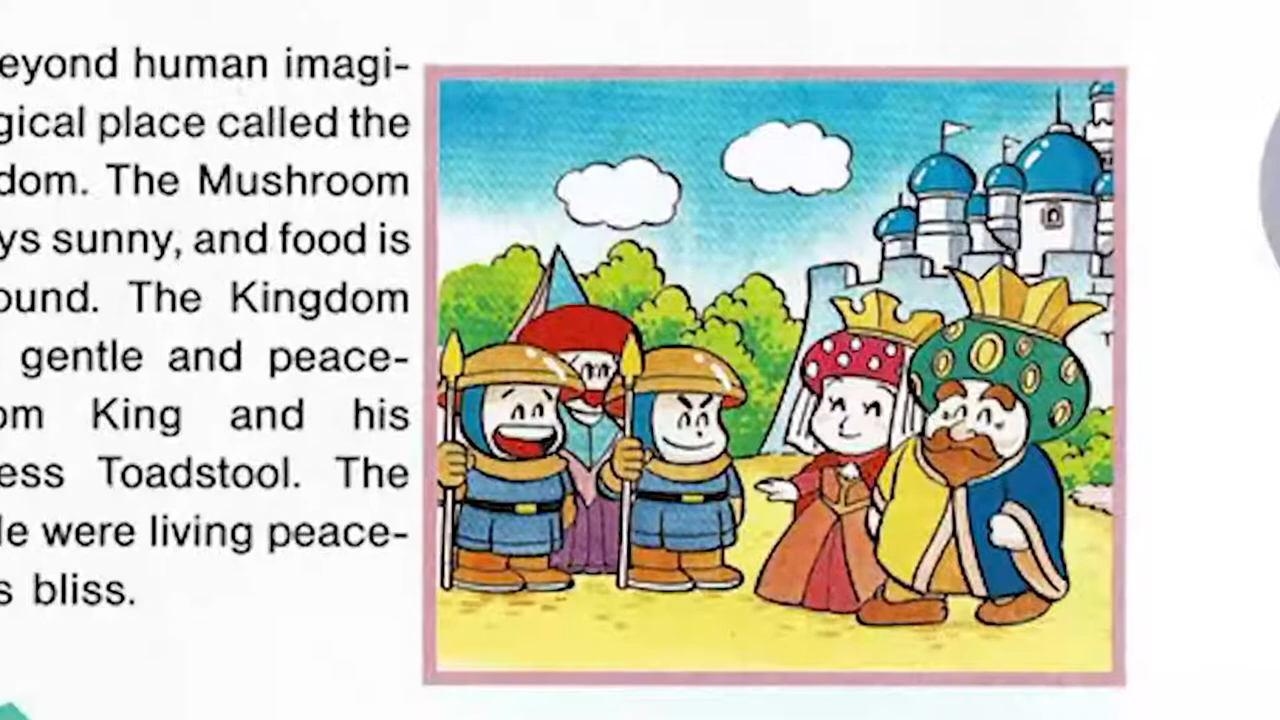 eyond human imagi-
gical place called the
dom. The Mushroom
ys sunny, and food is
ound. The Kingdom
gentle and peace-
om King and his
ess Toadstool. The
le were living peace-
s bliss.